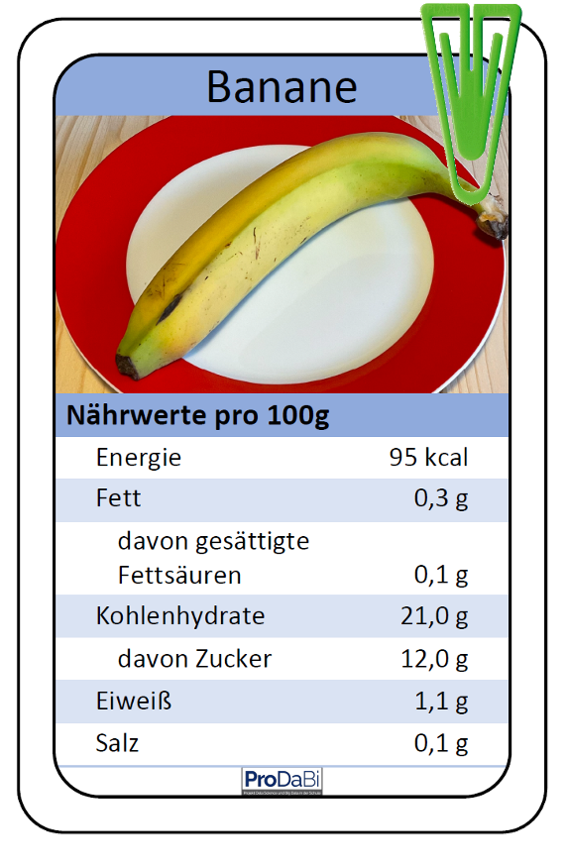 Banane
Nährwerte pro 100g
Energie 95 kcal
Fett 0,3 g
davon gesättigte
Fettsäuren 0,1 g
Kohlenhydrate 21,0 g
davon Zucker 12,0 g
Eiweiß 1,1 g
Salz 0,1 g
ProDaBi